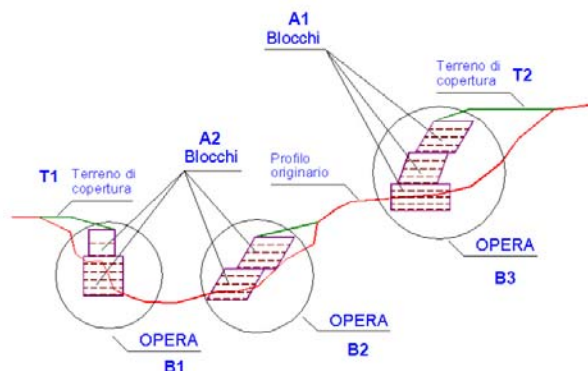 A1
Blocchi
Terreno di
copertura
T2
A2
Blocchi
T1
Terreno di
copertura
Profilo
originario
OPERA
B3
OPERA
B2
OPERA
B1